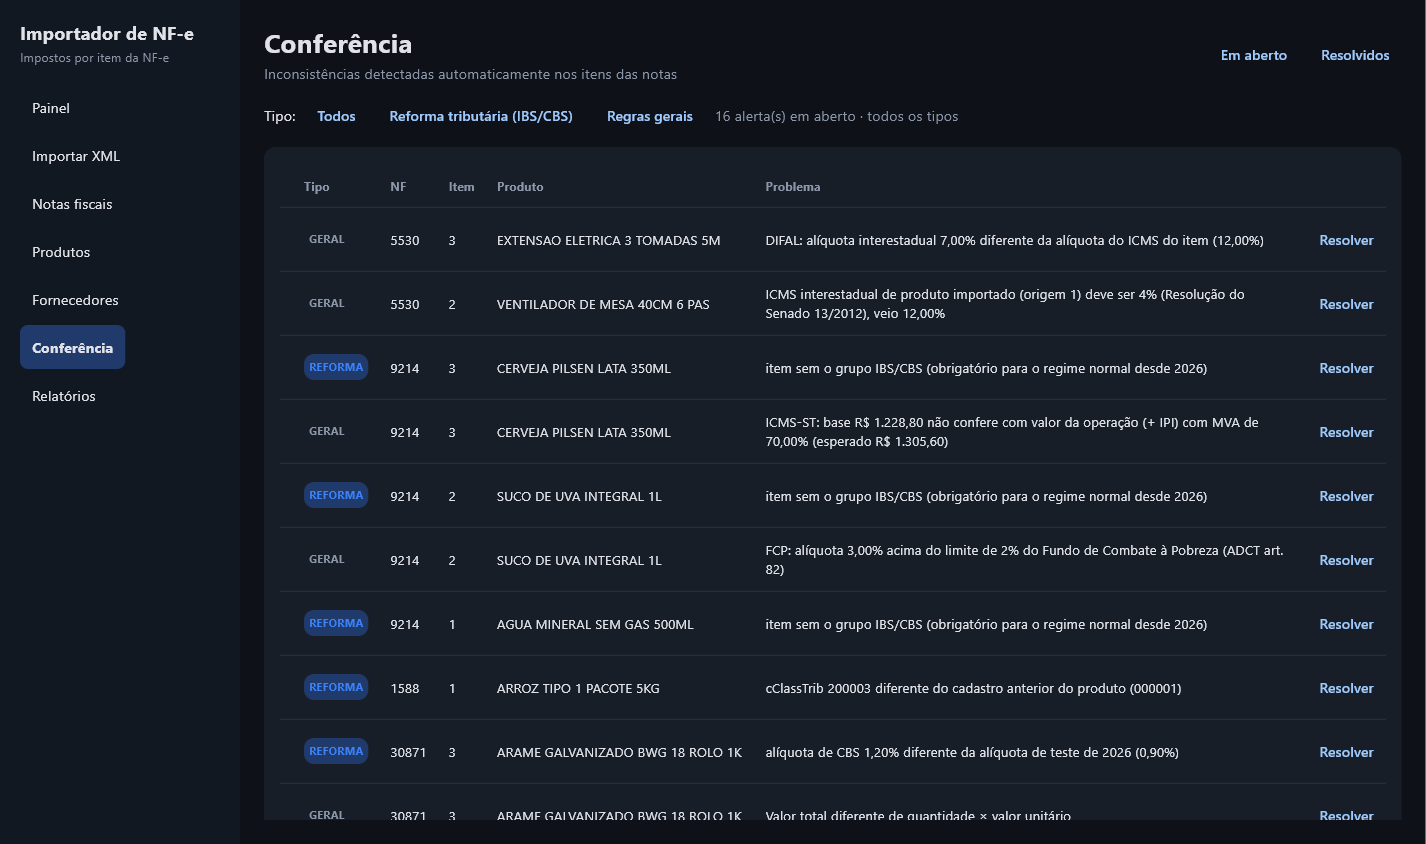 Importador de NF-e
Impostos por item da NF-e
Painel
Importar XML
Notas fiscais
Produtos
Fornecedores
Conferência
Relatórios
Conferência
Inconsistências detectadas automaticamente nos itens das notas
Em aberto Resolvidos
Tipo: Todos Reforma tributária (IBS/CBS) Regras gerais 16 alerta(s) em aberto · todos os tipos
Tipo NF Item Produto Problema
GERAL 5530 3 EXTENSAO ELETRICA 3 TOMADAS 5M DIFAL: alíquota interestadual 7,00% diferente da alíquota do ICMS do item (12,00%) Resolver
GERAL 5530 2 VENTILADOR DE MESA 40CM 6 PAS ICMS interestadual de produto importado (origem 1) deve ser 4% (Resolução do
Senado 13/2012), veio 12,00% Resolver
REFORMA 9214 3 CERVEJA PILSEN LATA 350ML item sem o grupo IBS/CBS (obrigatório para o regime normal desde 2026) Resolver
GERAL 9214 3 CERVEJA PILSEN LATA 350ML ICMS-ST: base R$ 1.228,80 não confere com valor da operação (+ IPI) com MVA de
70,00% (esperado R$ 1.305,60) Resolver
REFORMA 9214 2 SUCO DE UVA INTEGRAL 1L item sem o grupo IBS/CBS (obrigatório para o regime normal desde 2026) Resolver
GERAL 9214 2 SUCO DE UVA INTEGRAL 1L FCP: alíquota 3,00% acima do limite de 2% do Fundo de Combate à Pobreza (ADCT art.
82) Resolver
REFORMA 9214 1 AGUA MINERAL SEM GAS 500ML item sem o grupo IBS/CBS (obrigatório para o regime normal desde 2026) Resolver
REFORMA 1588 1 ARROZ TIPO 1 PACOTE 5KG cClassTrib 200003 diferente do cadastro anterior do produto (000001) Resolver
REFORMA 30871 3 ARAME GALVANIZADO BWG 18 ROLO 1K alíquota de CBS 1,20% diferente da alíquota de teste de 2026 (0,90%) Resolver
GERAL 30871 3 ARAME GALVANIZADO BWG 18 ROLO 1K Valor total diferente de quantidade × valor unitário Resolver